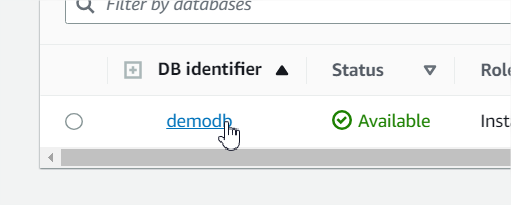 Filter by databases
DB identifier Status
demodb Available